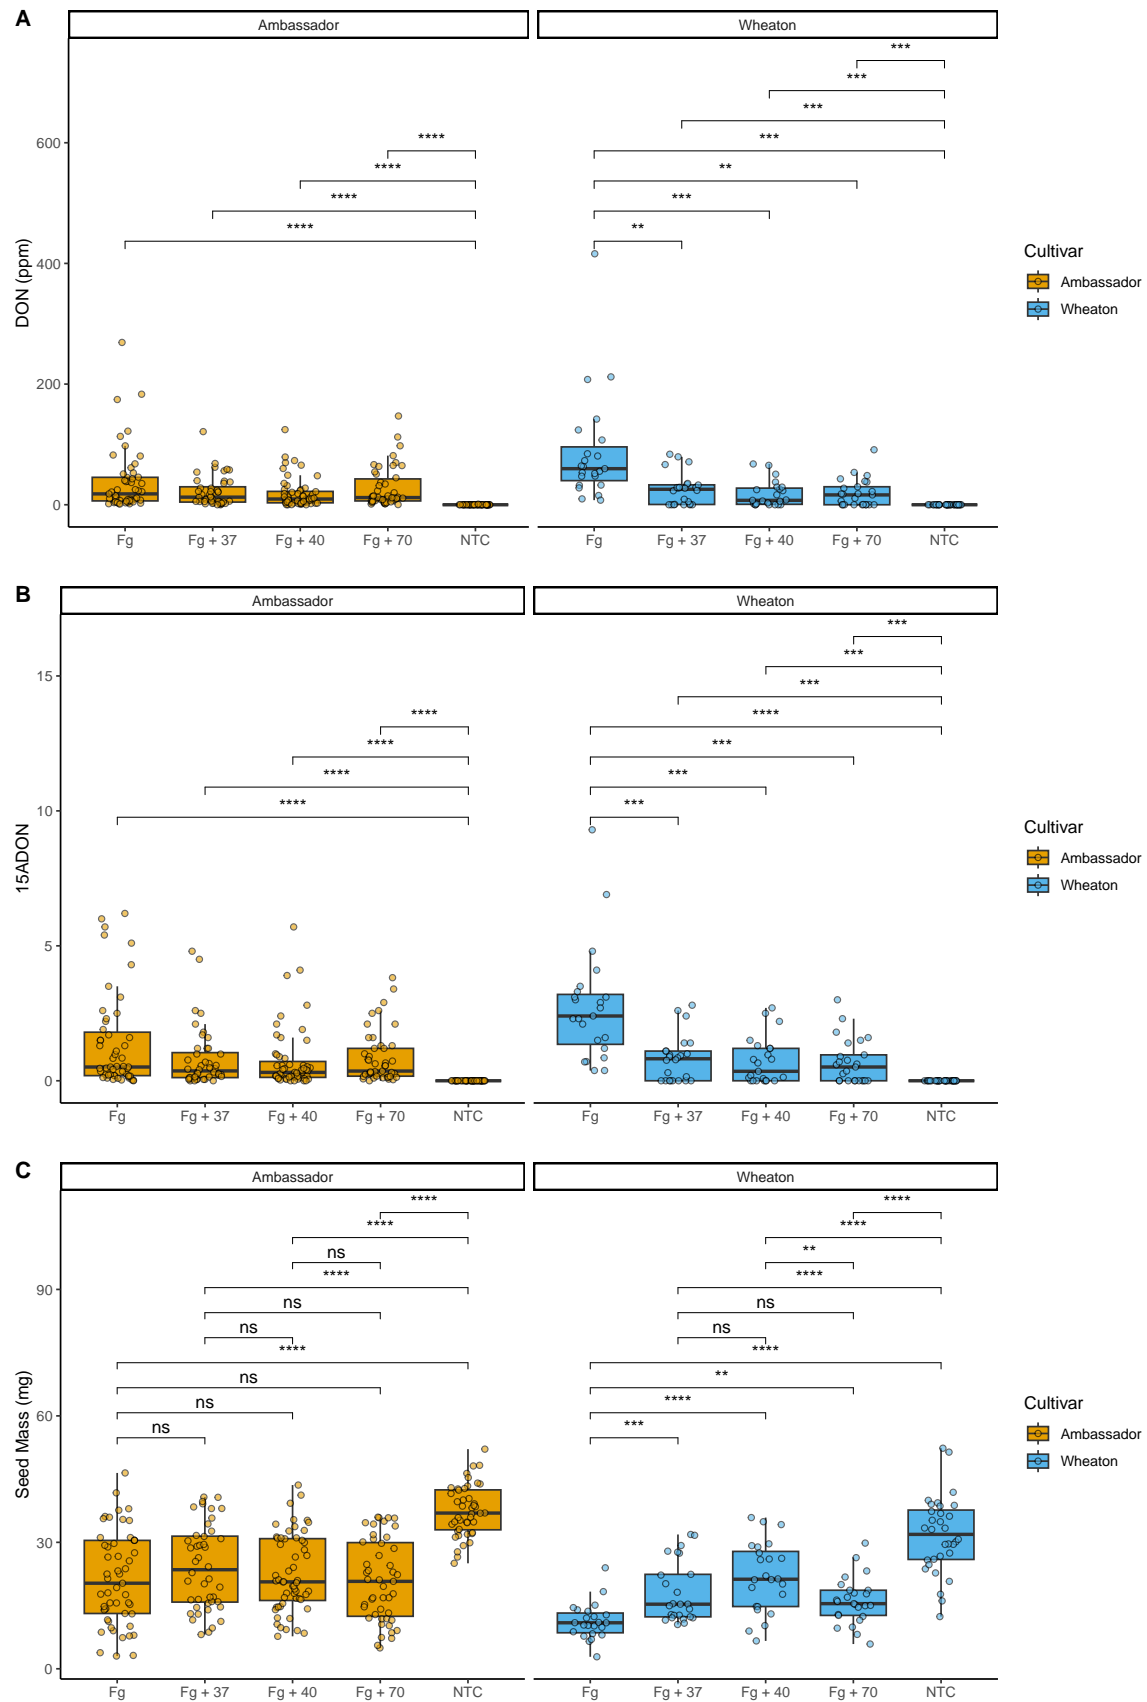 A
Ambassador
Wheaton
***
***
***
600
****
***
****
**
****
***
****
**
DON (ppm)
400
200
0
Fg
Fg + 37
Fg + 40
Fg + 70
NTC
Fg
Fg + 37
Fg + 40
Fg + 70
NTC
Cultivar
Ambassador
Wheaton
B
Ambassador
Wheaton
***
***
15
***
****
****
****
***
****
***
****
***
15ADON
10
5
0
Fg
Fg + 37
Fg + 40
Fg + 70
NTC
Fg
Fg + 37
Fg + 40
Fg + 70
NTC
Cultivar
Ambassador
Wheaton
C
Ambassador
Wheaton
****
****
****
****
ns
**
90
****
****
ns
ns
ns
ns
****
****
ns
**
ns
****
ns
***
Seed Mass (mg)
60
30
0
Fg
Fg + 37
Fg + 40
Fg + 70
NTC
Fg
Fg + 37
Fg + 40
Fg + 70
NTC
Cultivar
Ambassador
Wheaton